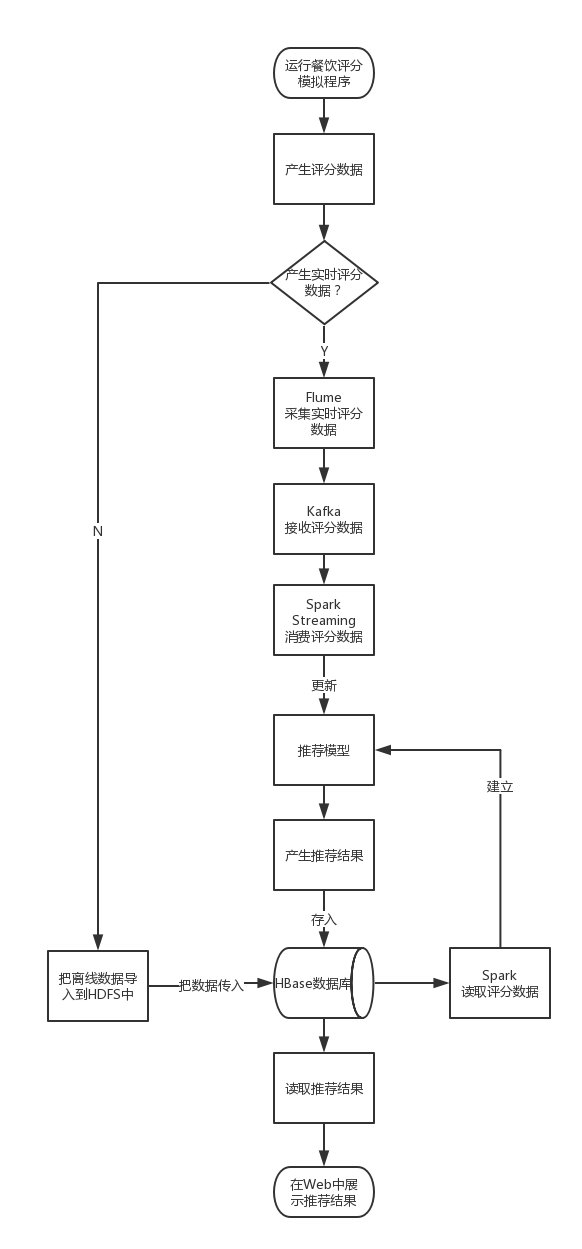 运行餐饮评分
模拟程序
产生评分数据
产生实时评分
数据？
Y
Flume
采集实时评分
数据
Kafka
接收评分数据
N
Spark
Streaming
消费评分数据
更新
推荐模型
建立
产生推荐结果
存入
把离线数据导
入到HDFS中
把数据传入
HBase数据库
Spark
读取评分数据
读取推荐结果
在Web中展
示推荐结果